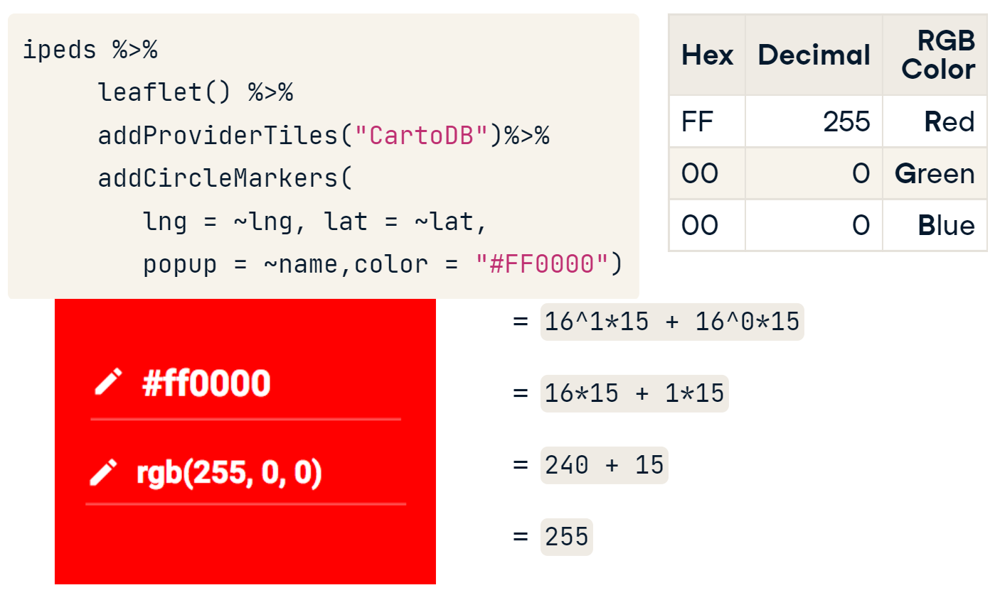 ipeds %>%
leaflet() %>%
addProviderTiles("CartoDB")%>%
addCircleMarkers(
lng = ~lng, lat = ~lat,
popup = ~name,color = "#FF0000")
Hex Decimal RGB Color
FF 255 Red
00 0 Green
00 0 Blue
#ff0000
rgb(255, 0, 0)
= 16^1*15 + 16^0*15
= 16*15 + 1*15
= 240 + 15
= 255